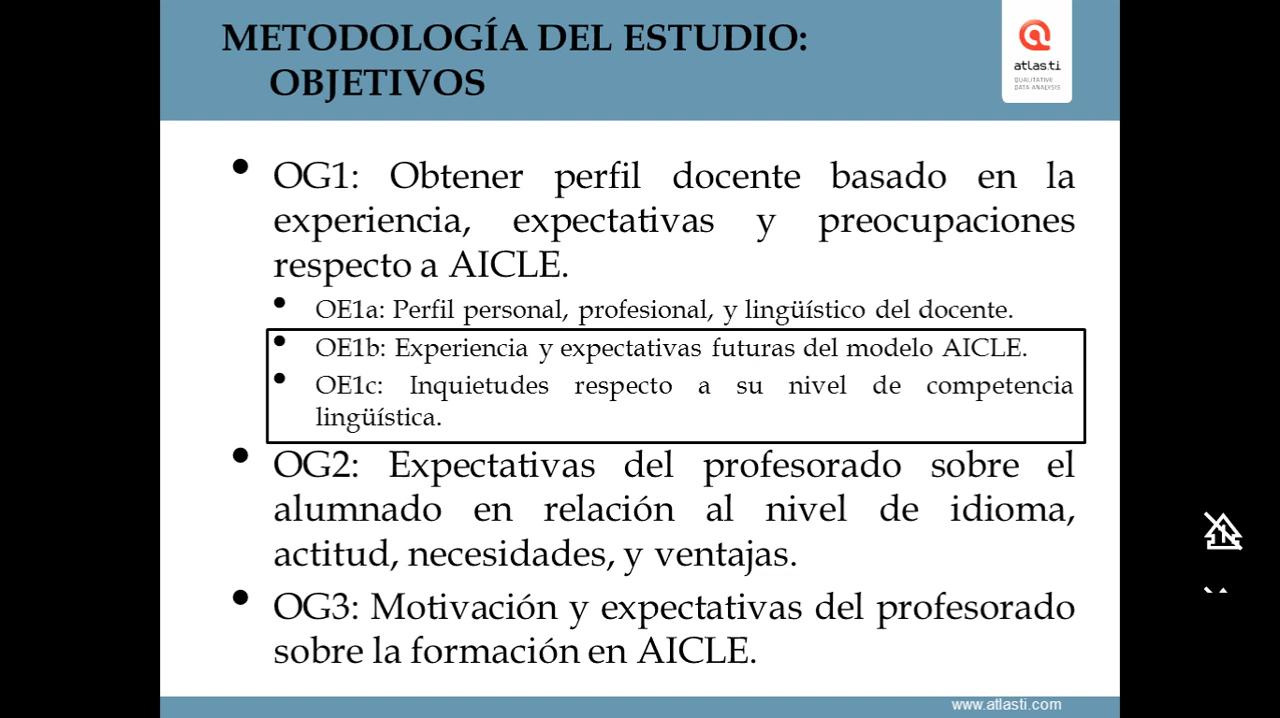 METODOLOGÍA DEL ESTUDIO:
OBJETIVOS
atlas.ti
QUALITATIVE
DATA ANALYSIS
• OG1: Obtener perfil docente basado en la
experiencia, expectativas y preocupaciones
respecto a AICLE.
• OE1a: Perfil personal, profesional, y lingüístico del docente.
• OE1b: Experiencia y expectativas futuras del modelo AICLE.
• OE1c: Inquietudes respecto a su nivel de competencia
lingüística.
• OG2: Expectativas del profesorado sobre el
alumnado en relación al nivel de idioma,
actitud, necesidades, y ventajas.
• OG3: Motivación y expectativas del profesorado
sobre la formación en AICLE.
www.atlasti.com